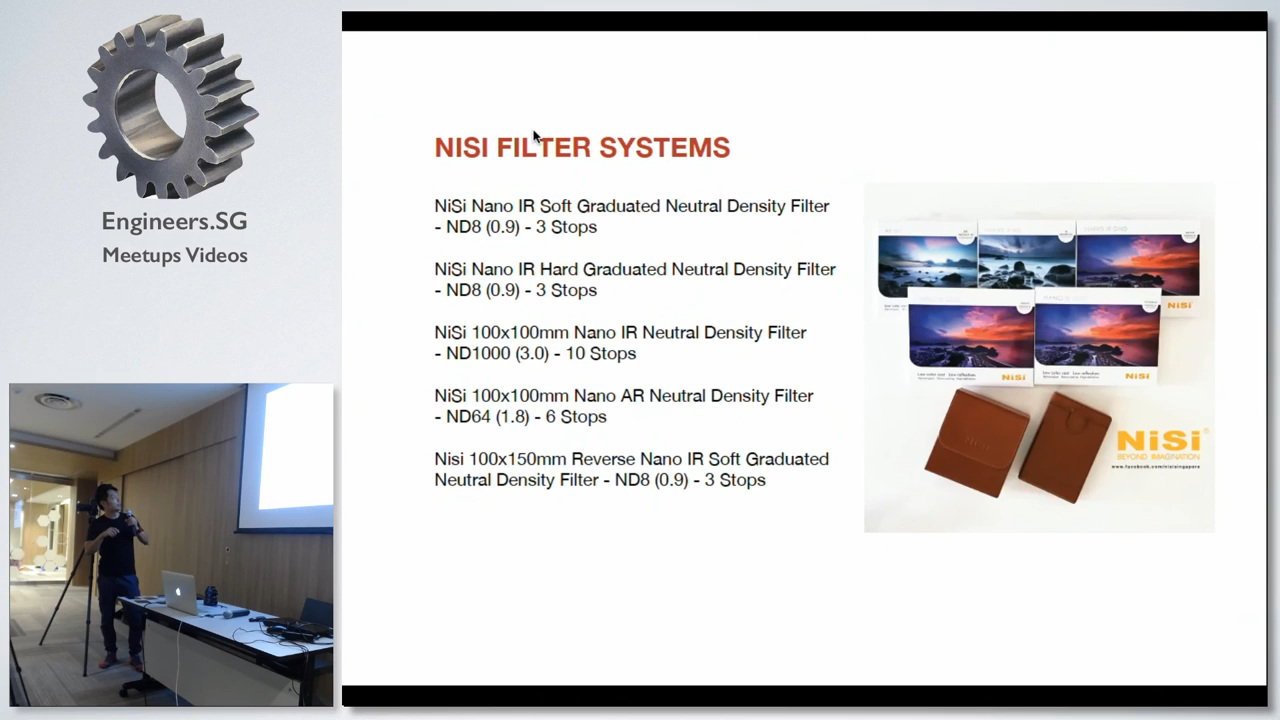 Engineers.SG
Meetups Videos
NISI FILTER SYSTEMS
NiSi Nano IR Soft Graduated Neutral Density Filter
- ND8 (0.9) - 3 Stops
NiSi Nano IR Hard Graduated Neutral Density Filter
- ND8 (0.9) - 3 Stops
NiSi 100x100mm Nano IR Neutral Density Filter
- ND1000 (3.0) - 10 Stops
NiSi 100x100mm Nano AR Neutral Density Filter
- ND64 (1.8) - 6 Stops
Nisi 100x150mm Reverse Nano IR Soft Graduated
Neutral Density Filter - ND8 (0.9) - 3 Stops
NiSi
NiSi
NiSi
NiSi®
BEYOND IMAGINATION
www.facebook.com/nisisingapore